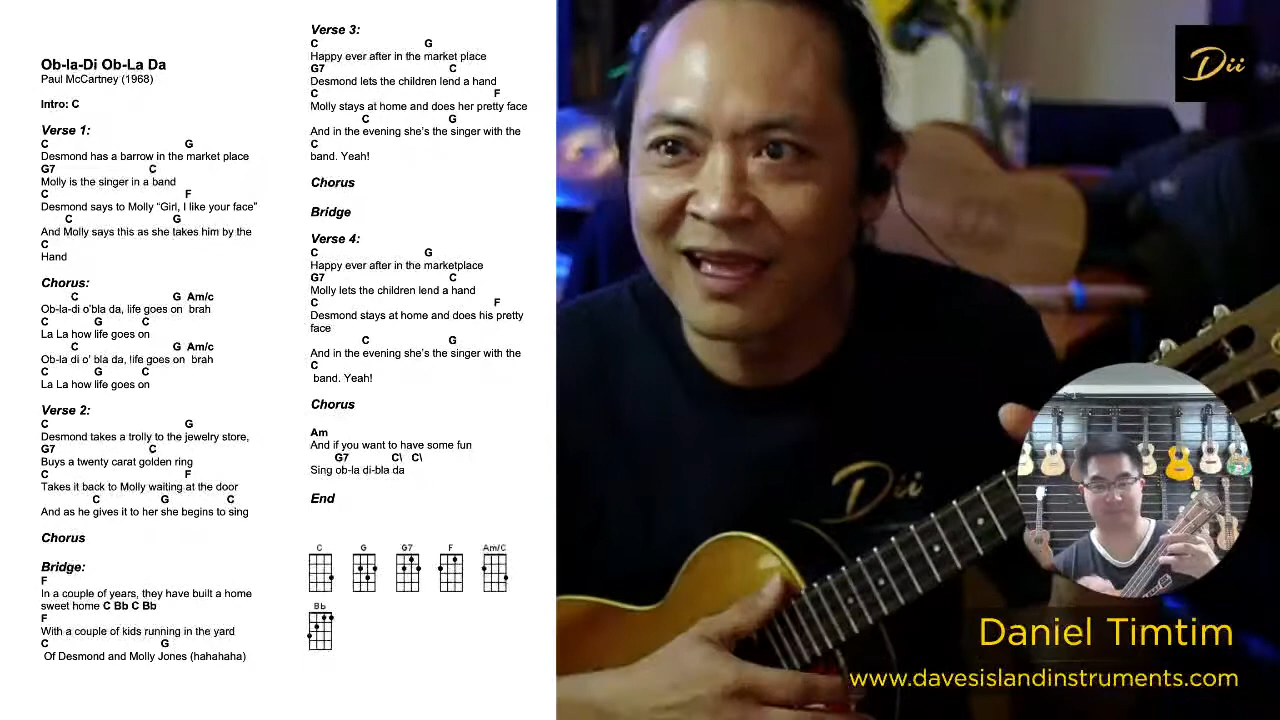 Ob-la-Di Ob-La Da
Paul McCartney (1968)
Intro: C
Verse 1:
C G
Desmond has a barrow in the market place
G7 C
Molly is the singer in a band
C F
Desmond says to Molly “Girl, I like your face”
C G
And Molly says this as she takes him by the
C
Hand
Chorus:
C G Am/c
Ob-la-di o'bla da, life goes on brah
C G C
La La how life goes on
C G Am/c
Ob-la di o' bla da, life goes on brah
C G C
La La how life goes on
Verse 2:
C G
Desmond takes a trolly to the jewelry store,
G7 C
Buys a twenty carat golden ring
C F
Takes it back to Molly waiting at the door
C G C
And as he gives it to her she begins to sing
Chorus
Bridge:
F
In a couple of years, they have built a home
sweet home C Bb C Bb
F
With a couple of kids running in the yard
C G
Of Desmond and Molly Jones (hahahaha)
Verse 3:
C G
Happy ever after in the market place
G7 C
Desmond lets the children lend a hand
C F
Molly stays at home and does her pretty face
C G
And in the evening she's the singer with the
C
band. Yeah!
Chorus
Bridge
Verse 4:
C G
Happy ever after in the marketplace
G7 C
Molly lets the children lend a hand
C F
Desmond stays at home and does his pretty
face
C G
And in the evening she's the singer with the
C
band. Yeah!
Chorus
Am
And if you want to have some fun
G7 C\ C\
Sing ob-la di-bla da
End
C G G7 F Am/C
Bb
Dii
Dii
Daniel Timtim
www.davesislandinstruments.com